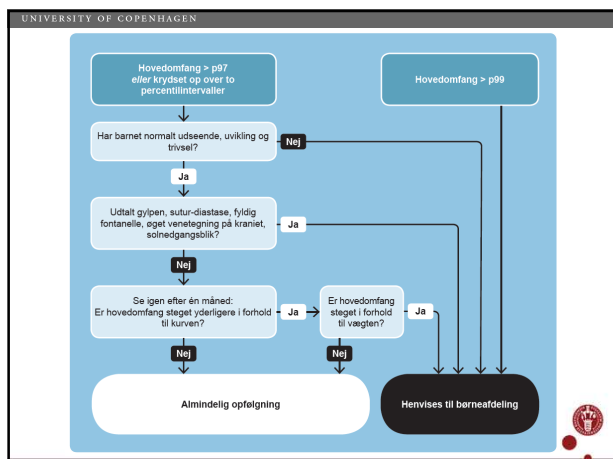 UNIVERSITY OF COPENHAGEN
Hovedomfang > p97
eller krydset op over to
percentilintervaller
Hovedomfang > p99
Har barnet normalt udseende, uvikling og
trivsel?
Nej
Ja
Udtalt gylpen, sutur-diastase, fyldig
fontanelle, øget venetegning på kraniet,
solnedgangsblik?
Ja
Nej
Se igen efter én måned:
Er hovedomfang steget yderligere i forhold
til kurven?
Ja
Er hovedomfang
steget i forhold
til vægten?
Ja
Nej
Nej
Almindelig opfølgning
Henvises til børneafdeling